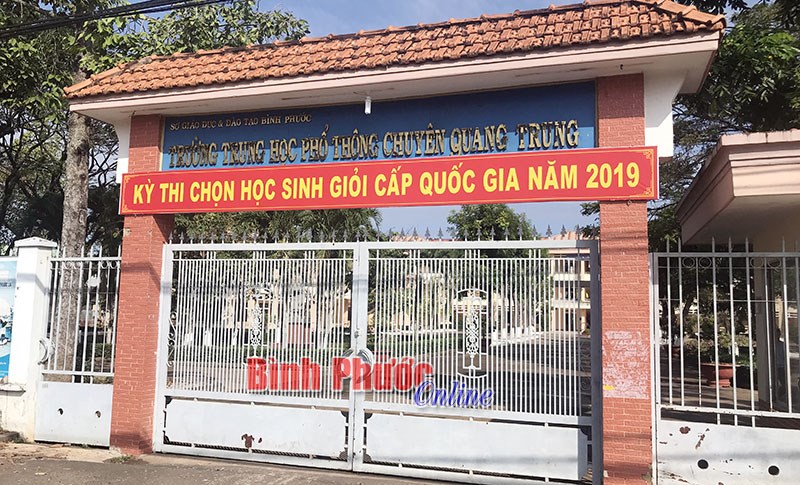 SỞ GIÁO DỤC & ĐÀO TẠO BÌNH PHƯỚC
TRƯỜNG TRUNG HỌC PHỔ THÔNG CHUYÊN QUANG TRUNG
KỲ THI CHỌN HỌC SINH GIỎI CẤP QUỐC GIA NĂM 2019
Bình Phước
Online